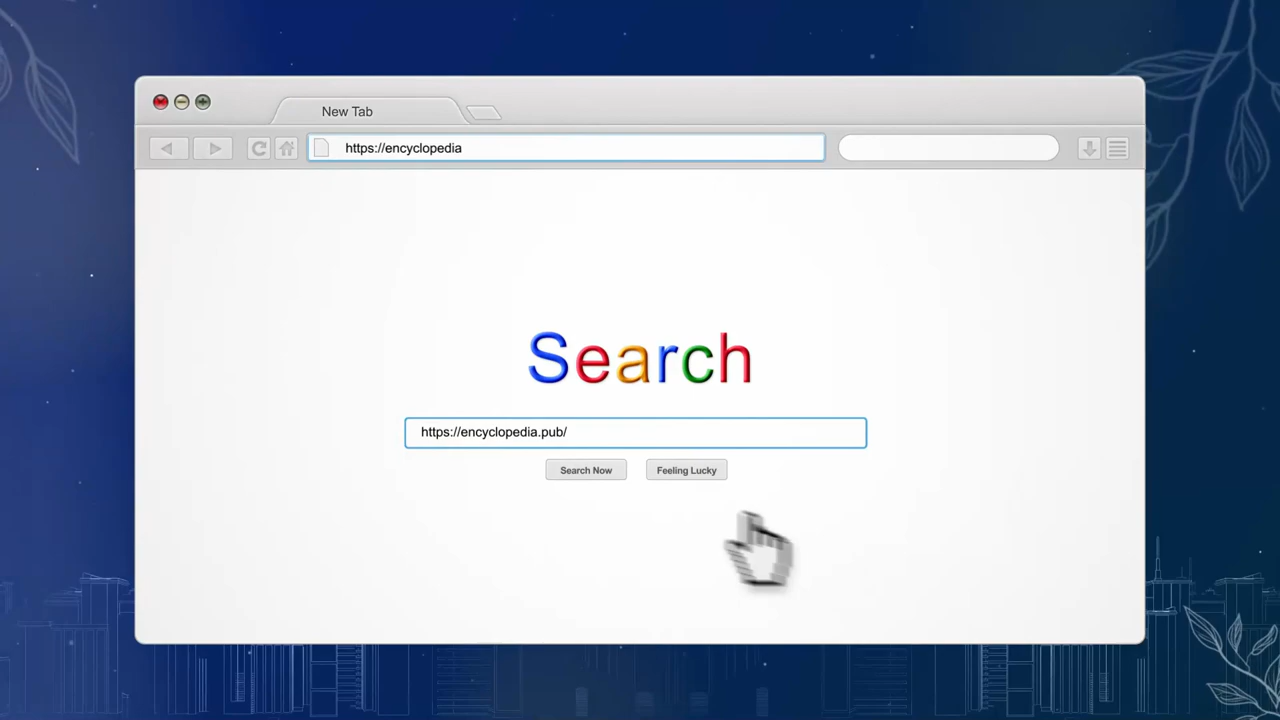 New Tab
https://encyclopedia
Search
https://encyclopedia.pub/
Search Now
Feeling Lucky